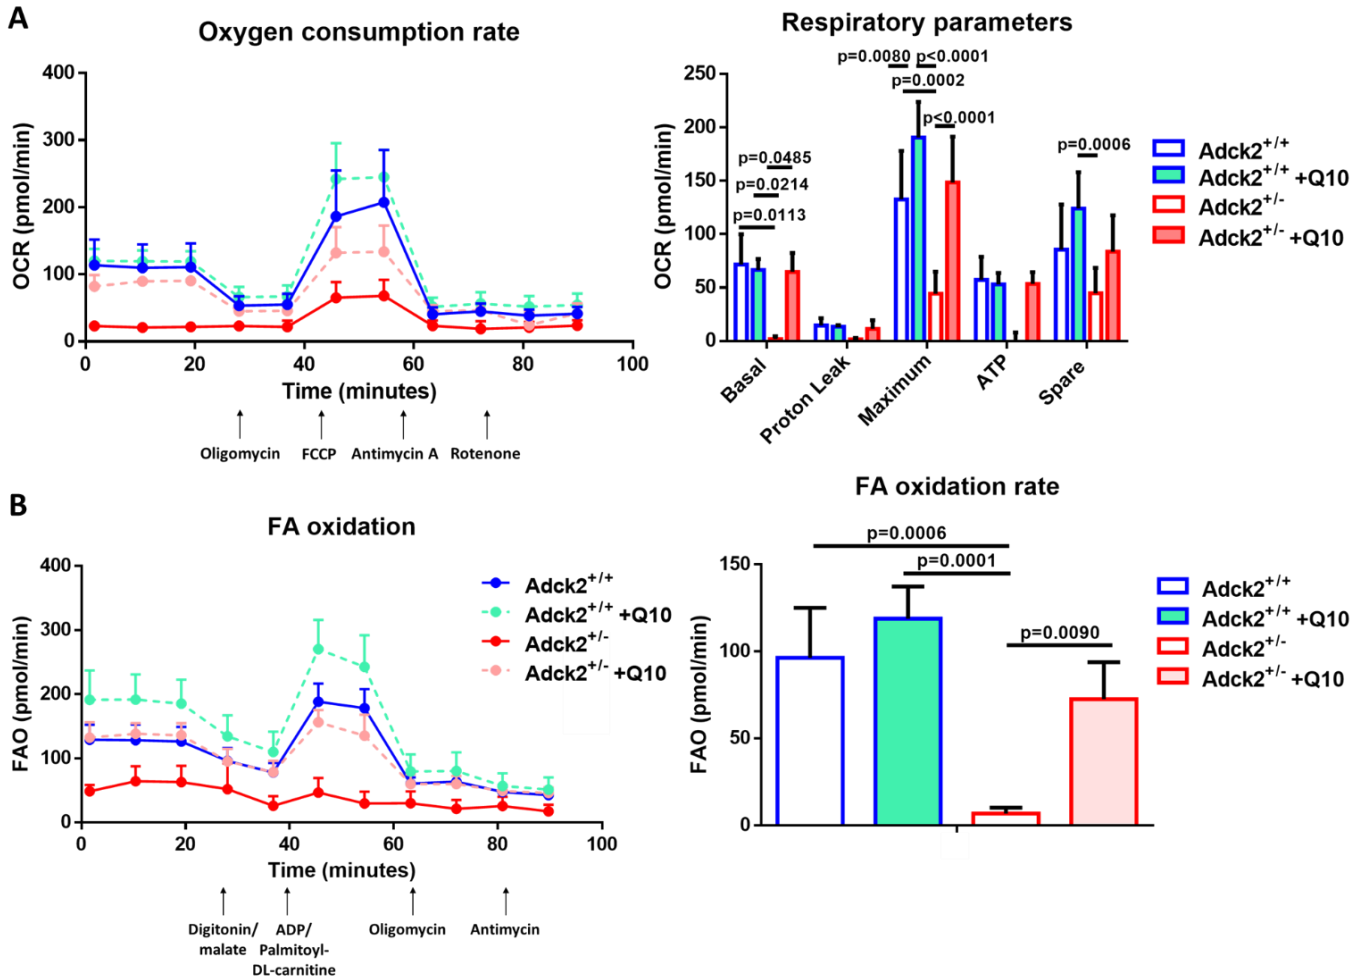 A
Oxygen consumption rate
OCR (pmol/min)
400
300
200
100
0
0 20 40 60 80 100
Time (minutes)
Oligomycin FCCP Antimycin A Rotenone
Respiratory parameters
OCR (pmol/min)
250
200
150
100
50
0
p=0.0080 p<0.0001
p=0.0002
p<0.0001
p=0.0485
p=0.0214
p=0.0113
p=0.0006
Basal
Proton Leak
Maximum
ATP
Spare
Adck2+/+
Adck2+/+ +Q10
Adck2+/-
Adck2+/- +Q10
B
FA oxidation
FAO (pmol/min)
400
300
200
100
0
0 20 40 60 80 100
Time (minutes)
Adck2+/+
Adck2+/+ +Q10
Adck2+/-
Adck2+/- +Q10
Digitonin/
malate
ADP/
Palmitoyl-
DL-carnitine
Oligomycin
Antimycin
FA oxidation rate
FAO (pmol/min)
150
100
50
0
p=0.0006
p=0.0001
p=0.0090
Adck2+/+
Adck2+/+ +Q10
Adck2+/-
Adck2+/- +Q10